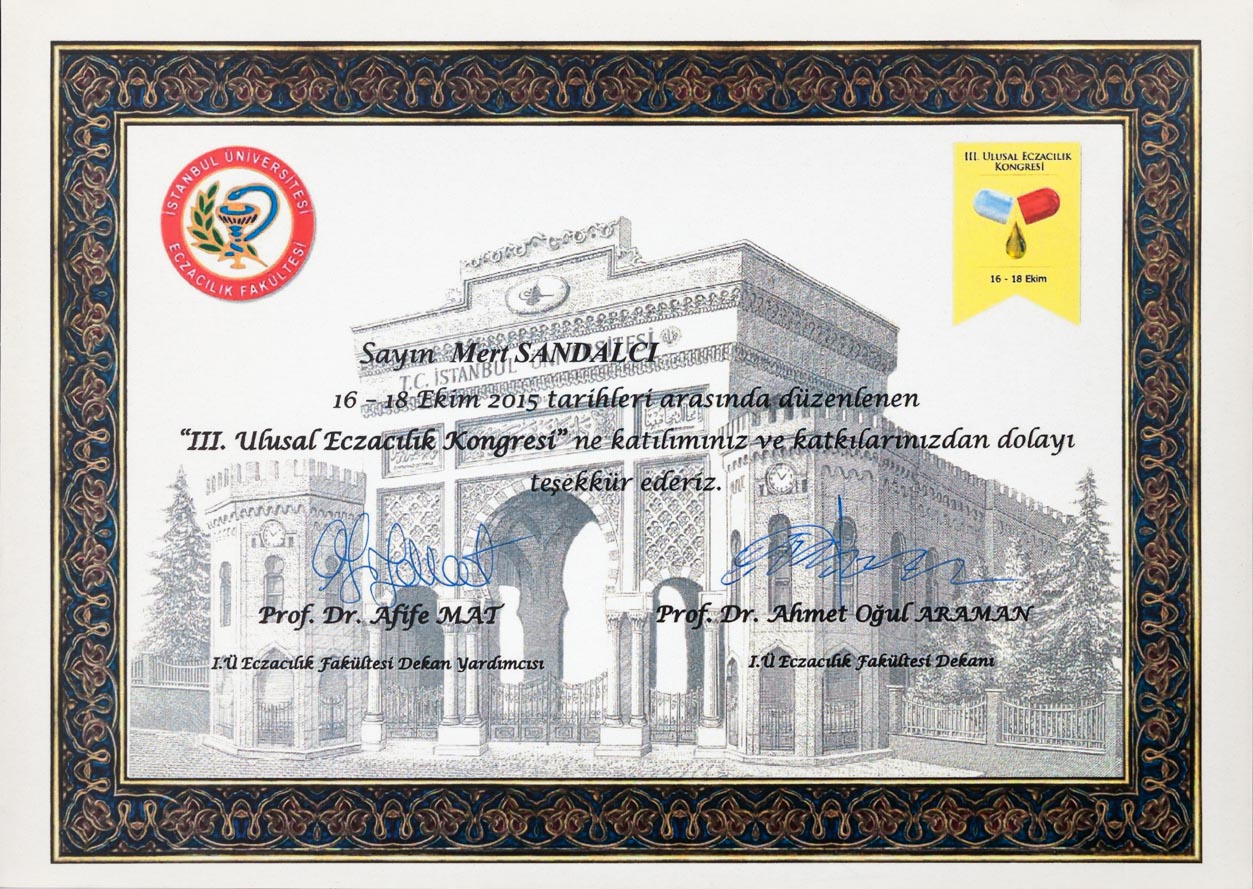 İSTANBUL ÜNİVERSİTESİ
ECZACILIK FAKÜLTESİ
III. ULUSAL ECZACILIK
KONGRESİ
16 - 18 Ekim
T.C. İSTANBUL ÜNİVERSİTESİ
Sayın Mert SANDALCI
16 – 18 Ekim 2015 tarihleri arasında düzenlenen
“III. Ulusal Eczacılık Kongresi” ne katılımınız ve katkılarınızdan dolayı
teşekkür ederiz.
Prof. Dr. Afife MAT
Prof. Dr. Ahmet Oğul ARAMAN
I.Ü Eczacılık Fakültesi Dekan Yardımcısı
I.Ü Eczacılık Fakültesi Dekanı